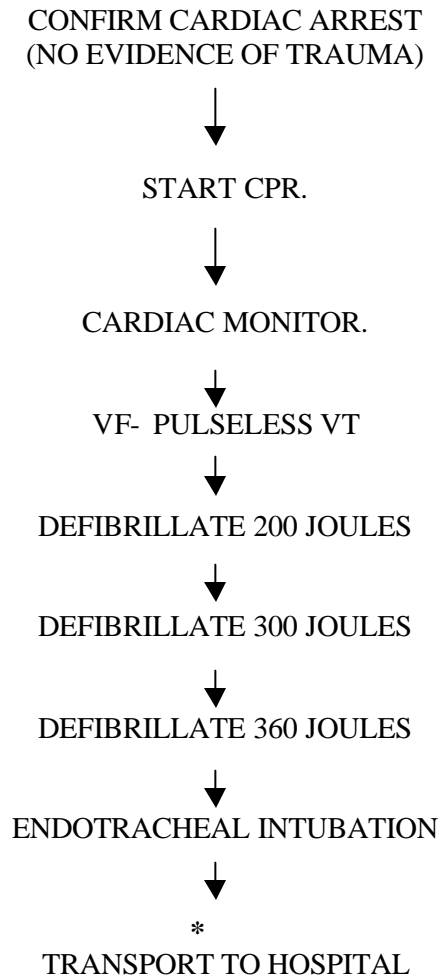 CONFIRM CARDIAC ARREST
(NO EVIDENCE OF TRAUMA)
START CPR.
CARDIAC MONITOR.
VF- PULSELESS VT
DEFIBRILLATE 200 JOULES
DEFIBRILLATE 300 JOULES
DEFIBRILLATE 360 JOULES
ENDOTRACHEAL INTUBATION
*
TRANSPORT TO HOSPITAL